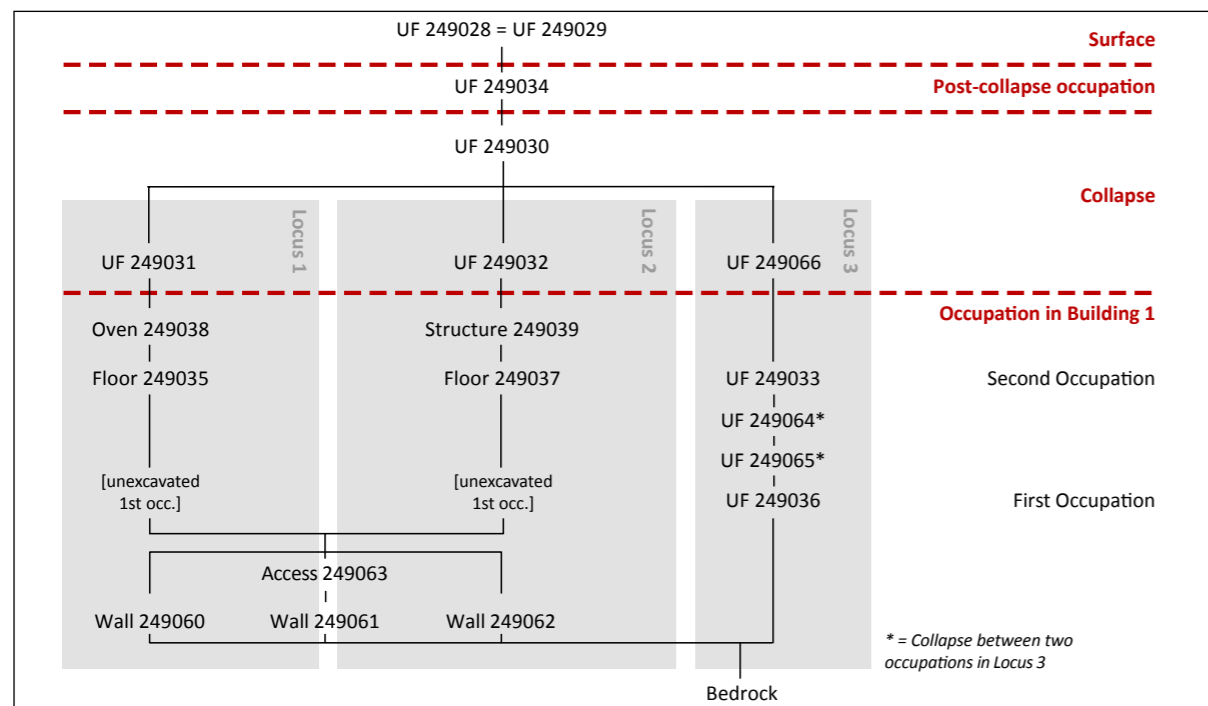 UF 249028 = UF 249029
Surface
UF 249034
Post-collapse occupation
UF 249030
Collapse
Locus 1
Locus 2
Locus 3
UF 249031
UF 249032
UF 249066
Occupation in Building 1
Oven 249038
Structure 249039
Floor 249035
Floor 249037
UF 249033
Second Occupation
UF 249064*
UF 249065*
[unexcavated
1st occ.]
[unexcavated
1st occ.]
UF 249036
First Occupation
Access 249063
Wall 249060
Wall 249061
Wall 249062
* = Collapse between two
occupations in Locus 3
Bedrock